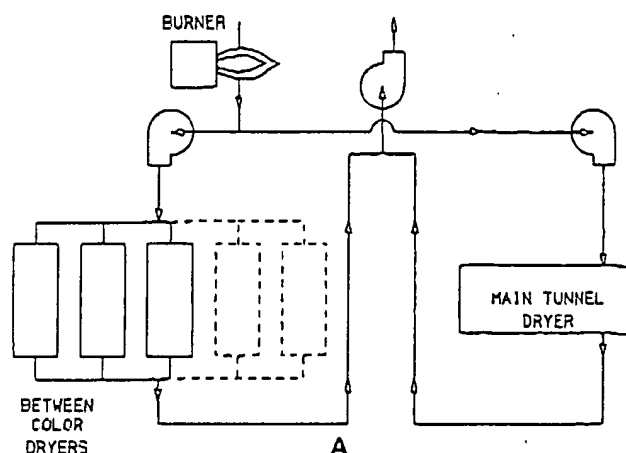 BURNER
MAIN TUNNEL
DRYER
BETWEEN
COLOR
DRYERS
A